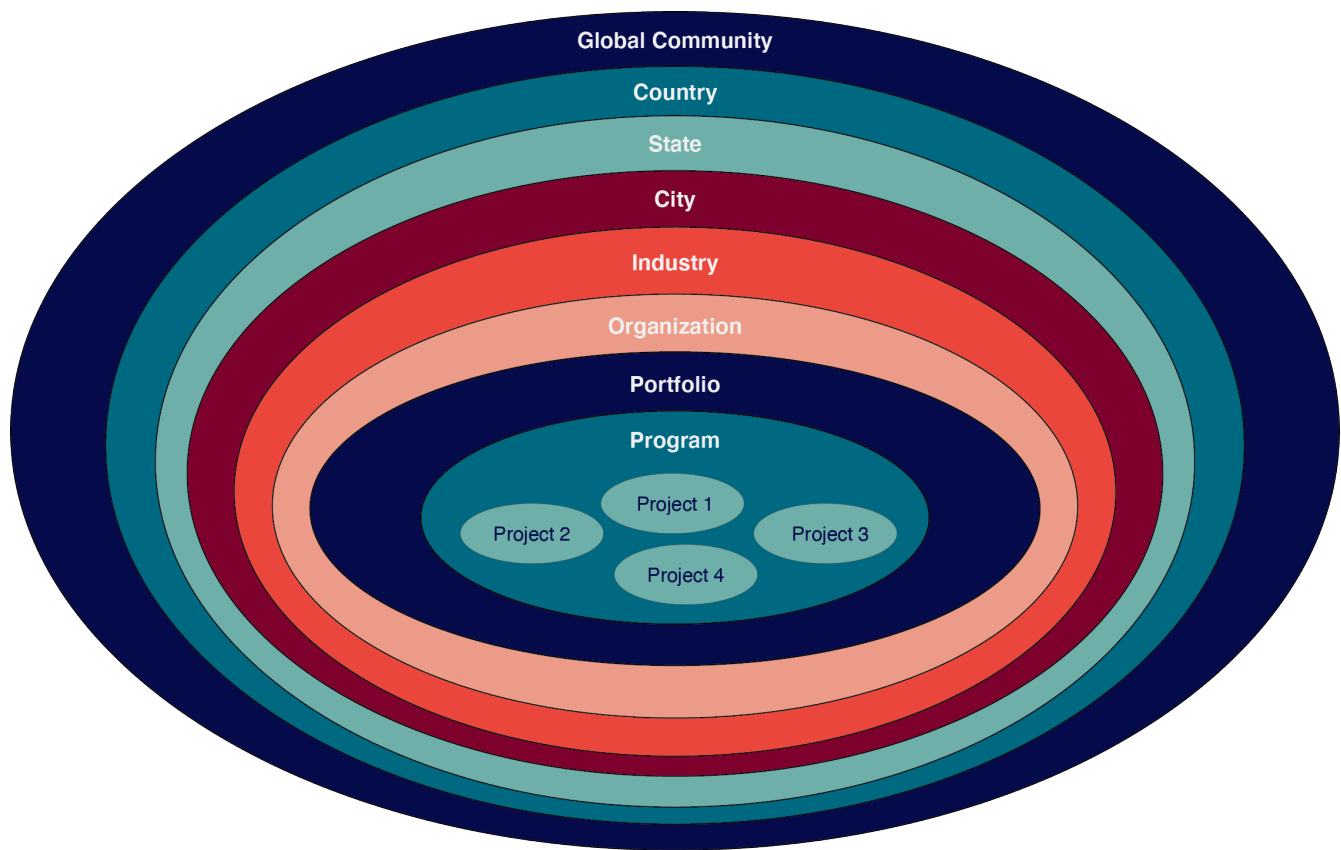 Global Community
Country
State
City
Industry
Organization
Portfolio
Program
Project 1
Project 2
Project 3
Project 4